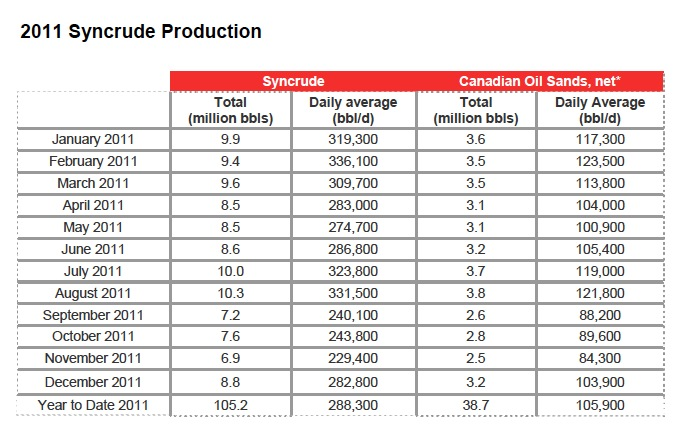 2011 Syncrude Production
Syncrude Canadian Oil Sands, net*
Total Daily average Total Daily Average
(million bbls) (bbl/d) (million bbls) (bbl/d)
January 2011 9.9 319,300 3.6 117,300
February 2011 9.4 336,100 3.5 123,500
March 2011 9.6 309,700 3.5 113,800
April 2011 8.5 283,000 3.1 104,000
May 2011 8.5 274,700 3.1 100,900
June 2011 8.6 286,800 3.2 105,400
July 2011 10.0 323,800 3.7 119,000
August 2011 10.3 331,500 3.8 121,800
September 2011 7.2 240,100 2.6 88,200
October 2011 7.6 243,800 2.8 89,600
November 2011 6.9 229,400 2.5 84,300
December 2011 8.8 282,800 3.2 103,900
Year to Date 2011 105.2 288,300 38.7 105,900